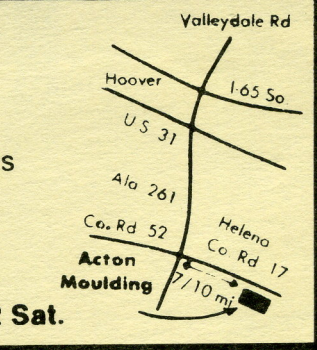 Valleydale Rd
Hoover
I-65 So
U S 31
s
Ala 261
Co. Rd 52
Helena
Co Rd 17
Acton
Moulding
7/10 mi
Sat.